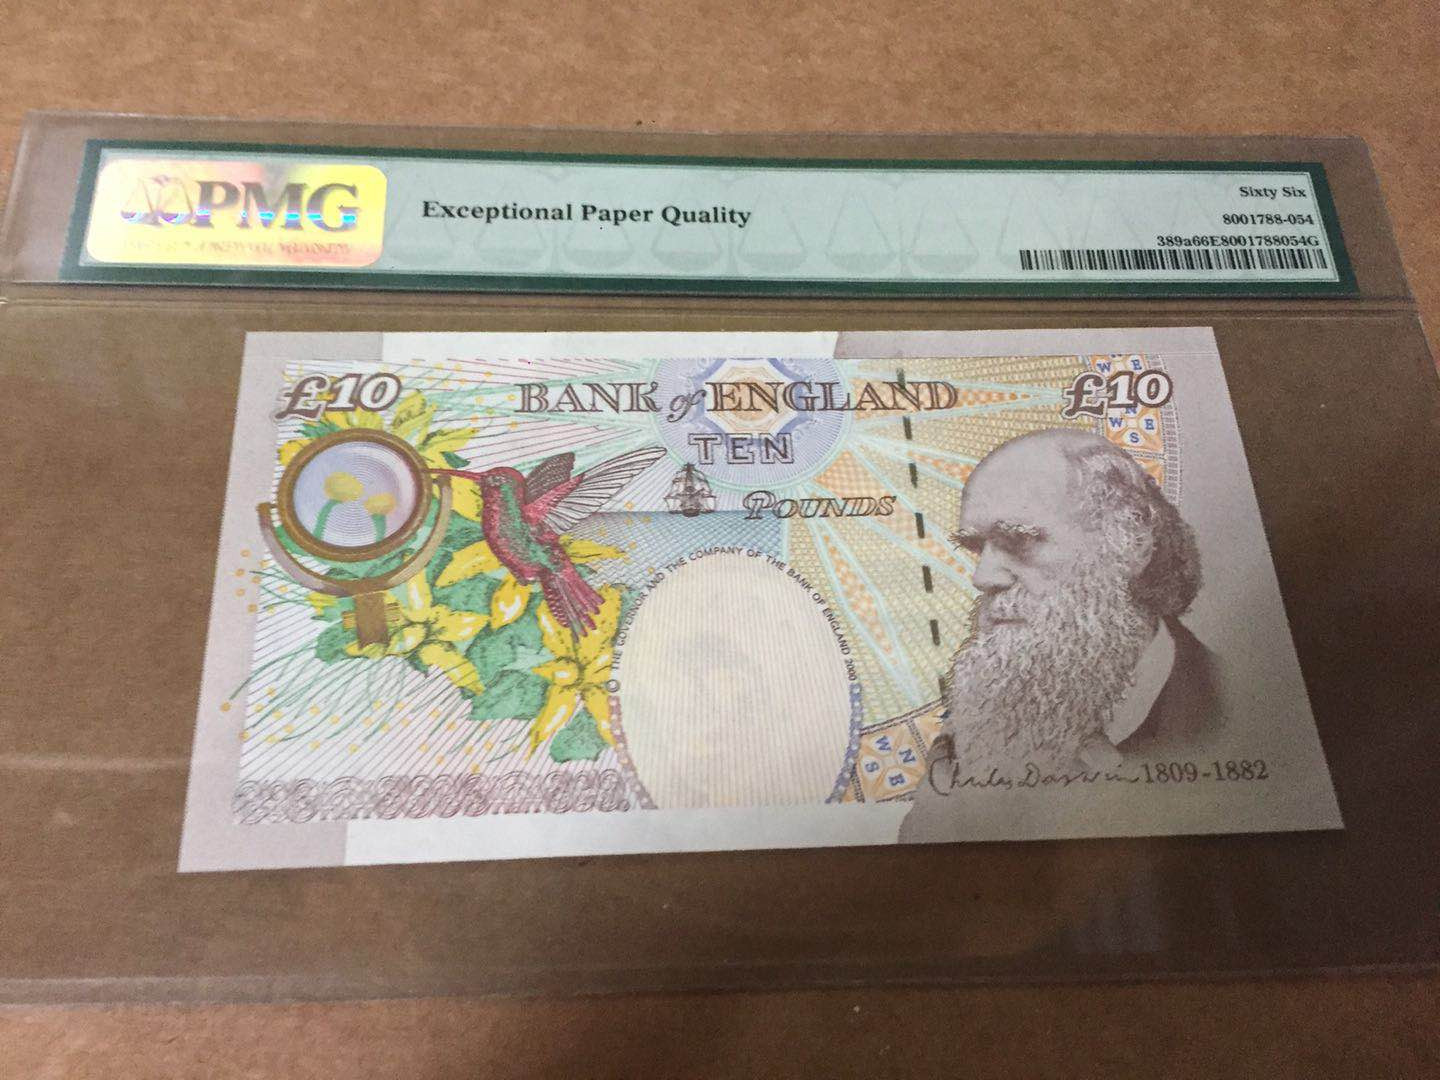 PMG
Exceptional Paper Quality
Sixty Six
8001788-054
389a66E8001788054G
£10
BANK of ENGLAND
£10
TEN
POUNDS
© THE GOVERNOR AND THE COMPANY OF THE BANK OF ENGLAND 2000
W E
N
W E
S
N
W E
S
Charles Darwin 1809-1882